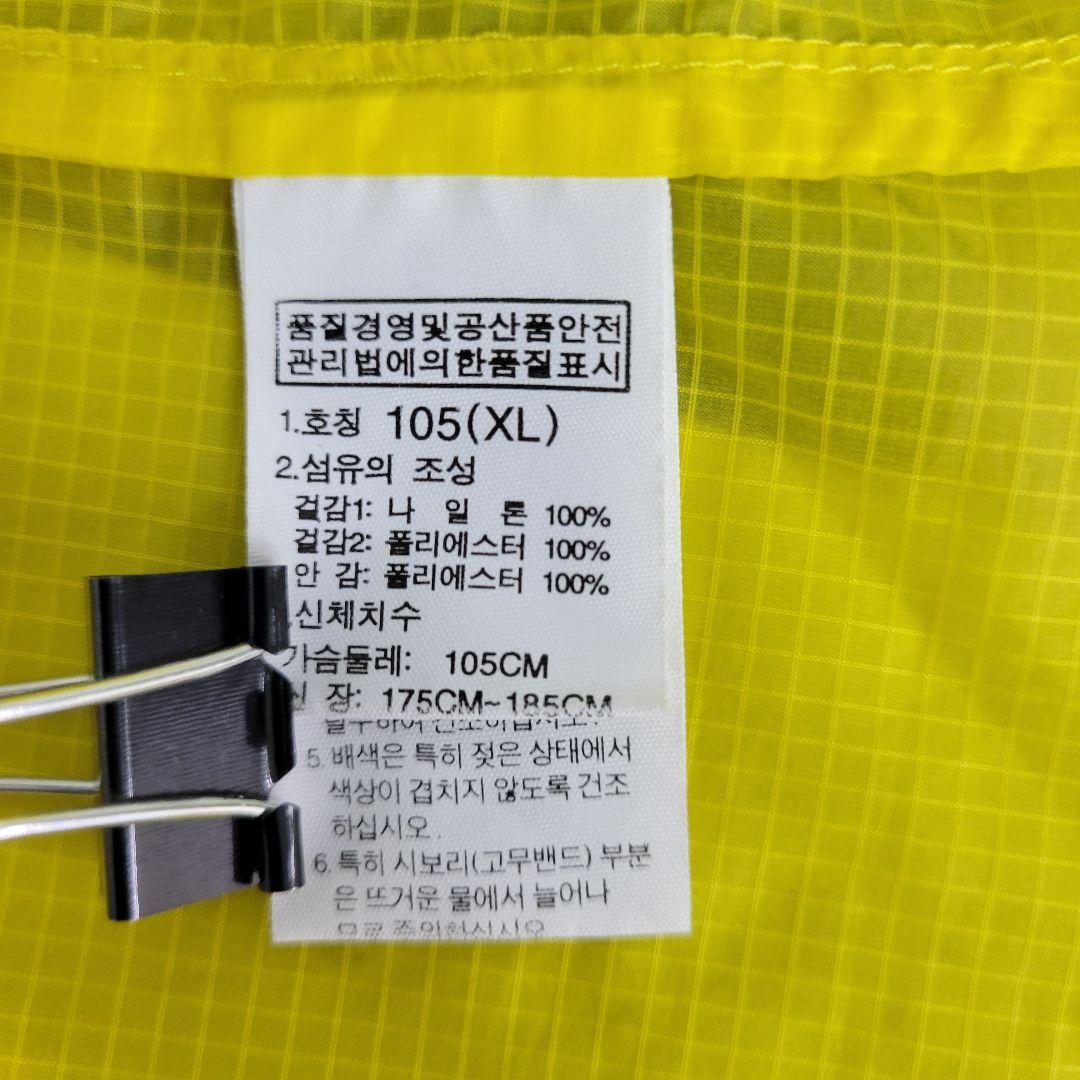 품질경영및공산품안전
관리법에의한품질표시
1.호칭 105(XL)
2.섬유의 조성
겉감1: 나 일 론 100%
겉감2: 폴리에스터 100%
안 감: 폴리에스터 100%
.신체치수
가슴둘레: 105CM
신 장: 175CM~185CM
5. 배색은 특히 젖은 상태에서
색상이 겹치지 않도록 건조
하십시오.
6. 특히 시보리(고무밴드) 부분
은 뜨거운 물에서 늘어나